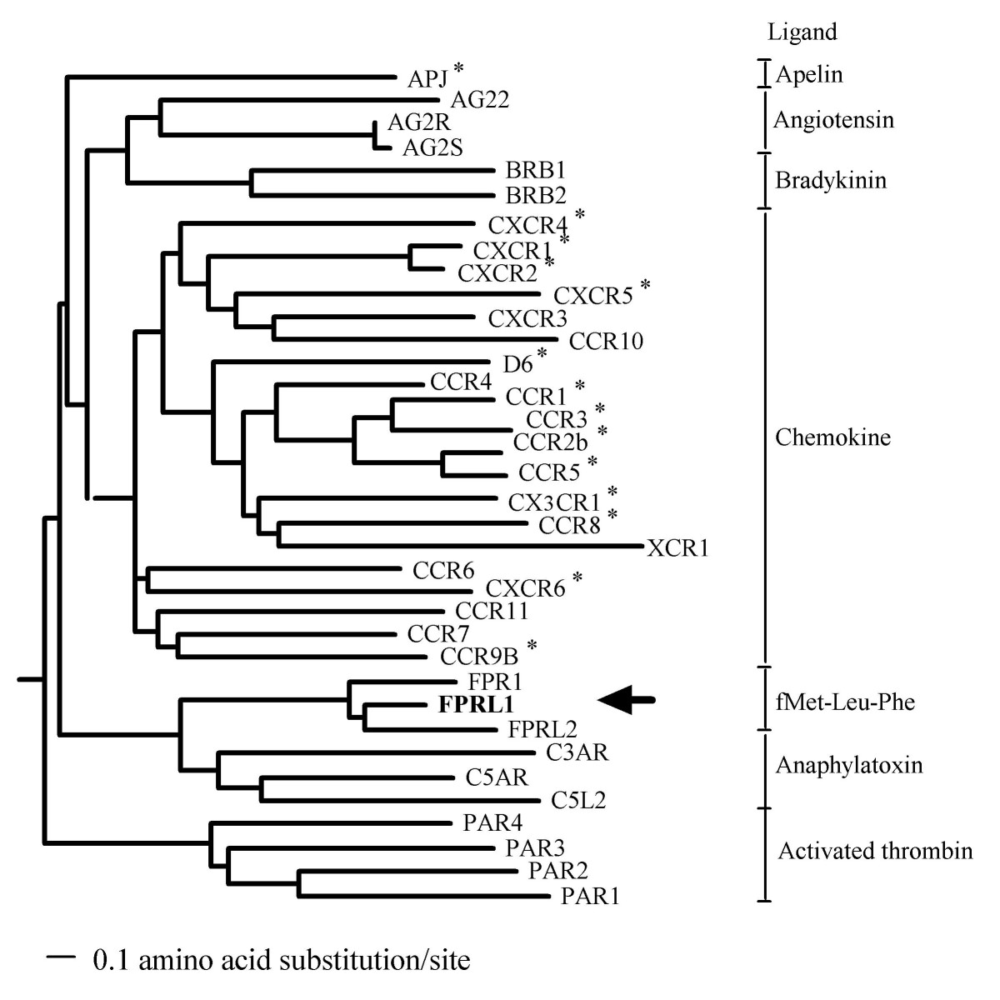 Ligand
APJ * Apelin
AG22
AG2R Angiotensin
AG2S
BRB1
BRB2 Bradykinin
CXCR4 *
CXCR1 *
CXCR2 *
CXCR5 *
CXCR3
CCR10
D6 *
CCR4
CCR1 *
CCR3 *
CCR2b * Chemokine
CCR5 *
CX3CR1 *
CCR8 *
XCR1
CCR6
CXCR6 *
CCR11
CCR7
CCR9B *
FPR1
FPRL1 fMet-Leu-Phe
FPRL2
C3AR Anaphylatoxin
C5AR
C5L2
PAR4
PAR3 Activated thrombin
PAR2
PAR1
0.1 amino acid substitution/site